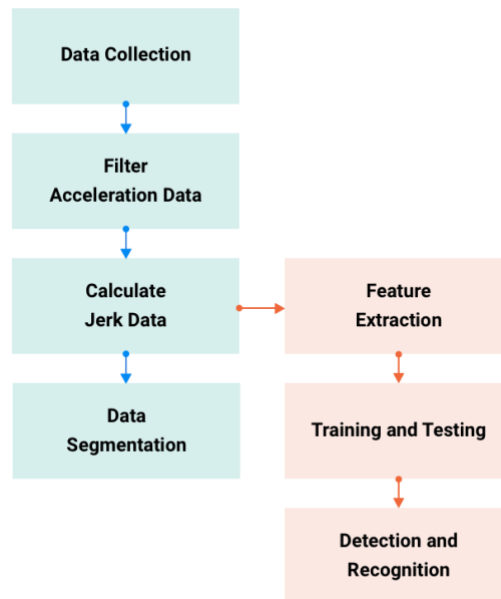 Data Collection
Filter
Acceleration Data
Calculate
Jerk Data
Data
Segmentation
Feature
Extraction
Training and Testing
Detection and
Recognition